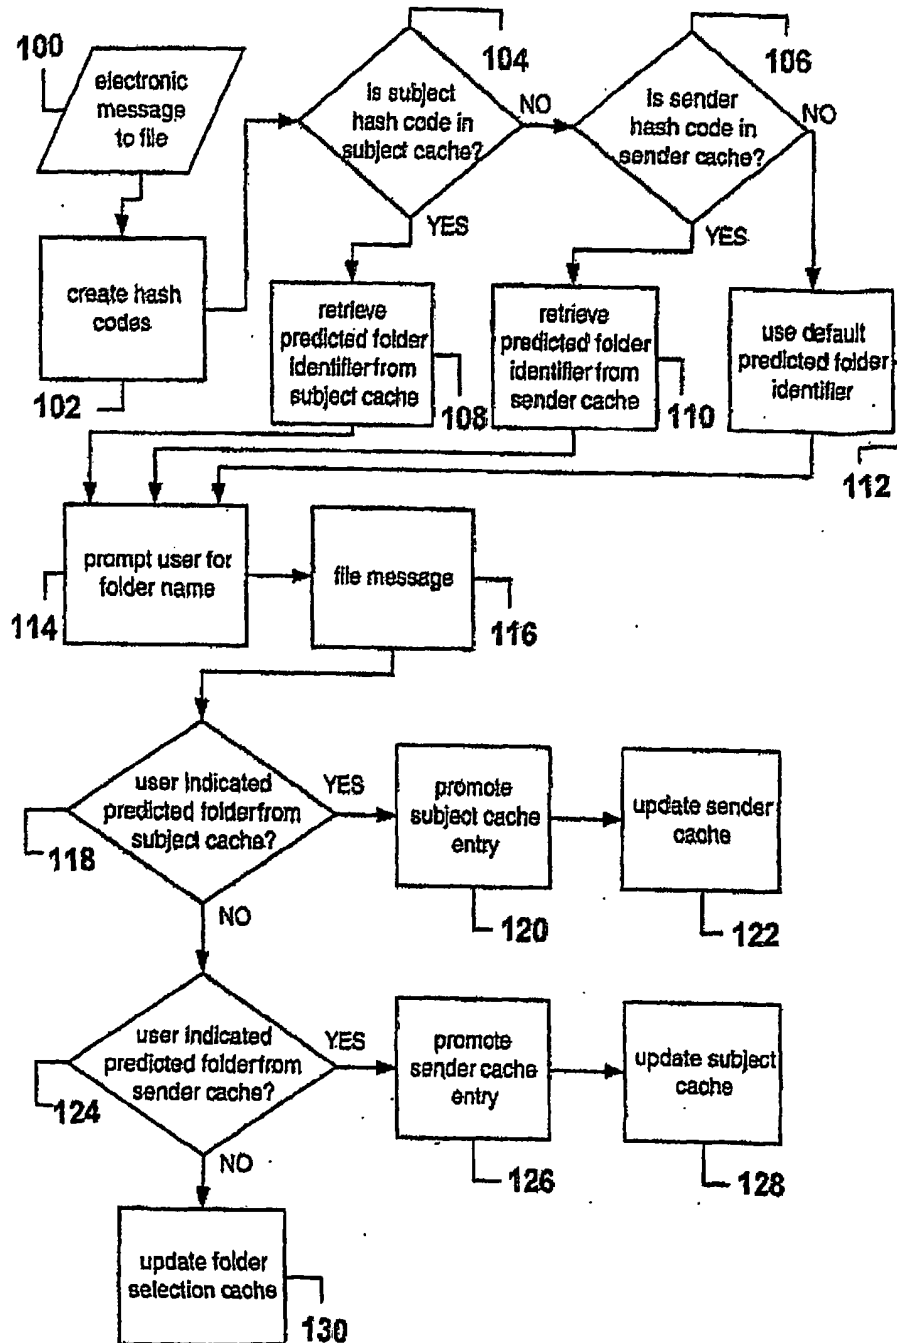 100
electronic
message
to file
104
Is subject
hash code in
subject cache?
NO
YES
106
Is sender
hash code in
sender cache?
NO
YES
create hash
codes
102
retrieve
predicted folder
identifier from
subject cache
108
retrieve
predicted folder
identifier from
sender cache
110
use default
predicted folder
identifier
112
prompt user for
folder name
114
file message
116
user indicated
predicted folder from
subject cache?
118
YES
NO
promote
subject cache
entry
120
update sender
cache
122
user indicated
predicted folder from
sender cache?
124
YES
NO
promote
sender cache
entry
126
update subject
cache
128
update folder
selection cache
130